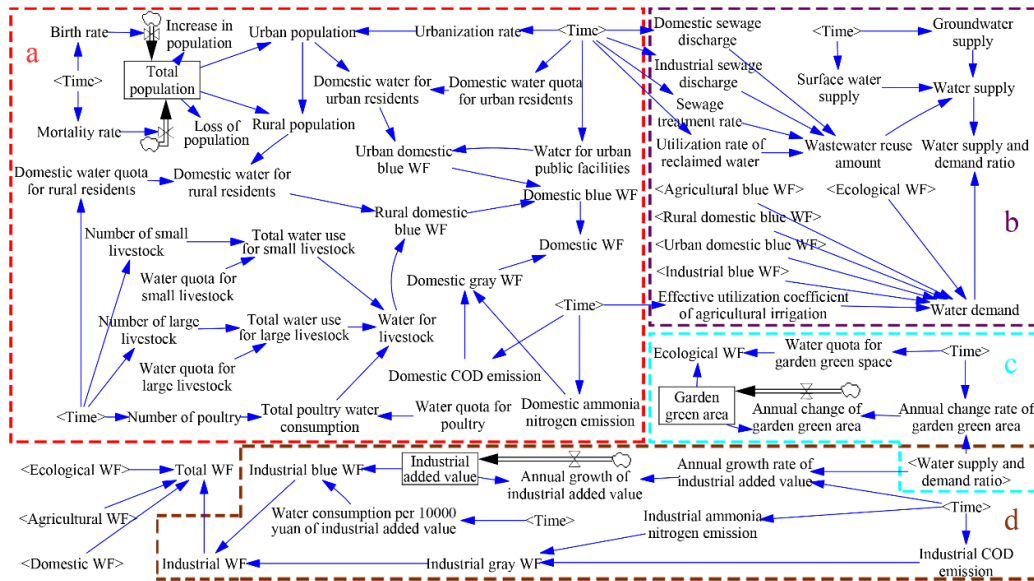 a
Birth rate
Increase in
population
Urban population
Urbanization rate
<Time>
<Time>
Total
population
Domestic water for
urban residents
Domestic water quota
for urban residents
Mortality rate
Loss of
population
Rural population
Urban domestic
blue WF
Water for urban
public facilities
Domestic water quota
for rural residents
Domestic water for
rural residents
Rural domestic
blue WF
Domestic blue WF
Number of small
livestock
Total water use
for small livestock
Domestic WF
Water quota for
small livestock
Domestic gray WF
<Time>
Number of large
livestock
Total water use
for large livestock
Water for
livestock
Water quota for
large livestock
Domestic COD emission
<Time>
Number of poultry
Total poultry water
consumption
Water quota for
poultry
Domestic ammonia
nitrogen emission
b
Domestic sewage
discharge
<Time>
Groundwater
supply
Industrial sewage
discharge
Surface water
supply
Water supply
Sewage
treatment rate
Utilization rate of
reclaimed water
Wastewater reuse
amount
Water supply and
demand ratio
<Agricultural blue WF>
<Ecological WF>
<Rural domestic blue WF>
<Urban domestic blue WF>
<Industrial blue WF>
Effective utilization coefficient
of agricultural irrigation
Water demand
c
Ecological WF
Water quota for
garden green space
<Time>
Garden
green area
Annual change of
garden green area
Annual change rate of
garden green area
<Water supply and
demand ratio>
d
<Ecological WF>
Total WF
Industrial blue WF
Industrial
added value
Annual growth of
industrial added value
Annual growth rate of
industrial added value
<Agricultural WF>
Water consumption per 10000
yuan of industrial added value
<Time>
Industrial ammonia
nitrogen emission
<Time>
<Domestic WF>
Industrial WF
Industrial gray WF
Industrial COD
emission